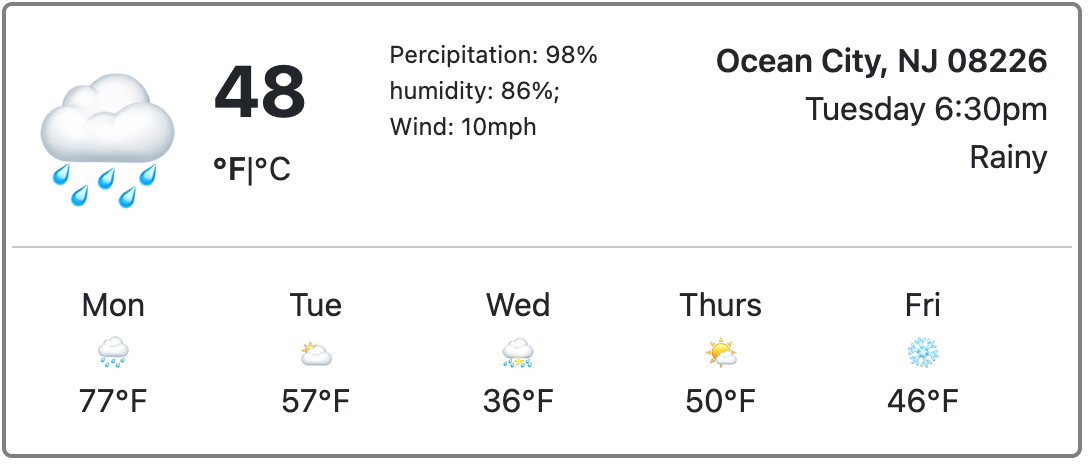 48
°F|°C
Percipitation: 98%
humidity: 86%;
Wind: 10mph
Ocean City, NJ 08226
Tuesday 6:30pm
Rainy
Mon
77°F
Tue
57°F
Wed
36°F
Thurs
50°F
Fri
46°F